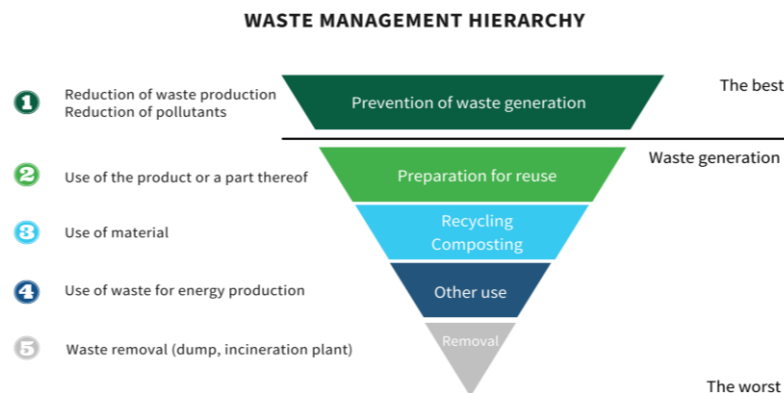 WASTE MANAGEMENT HIERARCHY
The best
1
Reduction of waste production
Reduction of pollutants
Prevention of waste generation
Waste generation
2
Use of the product or a part thereof
Preparation for reuse
3
Use of material
Recycling
Composting
4
Use of waste for energy production
Other use
5
Waste removal (dump, incineration plant)
Removal
The worst